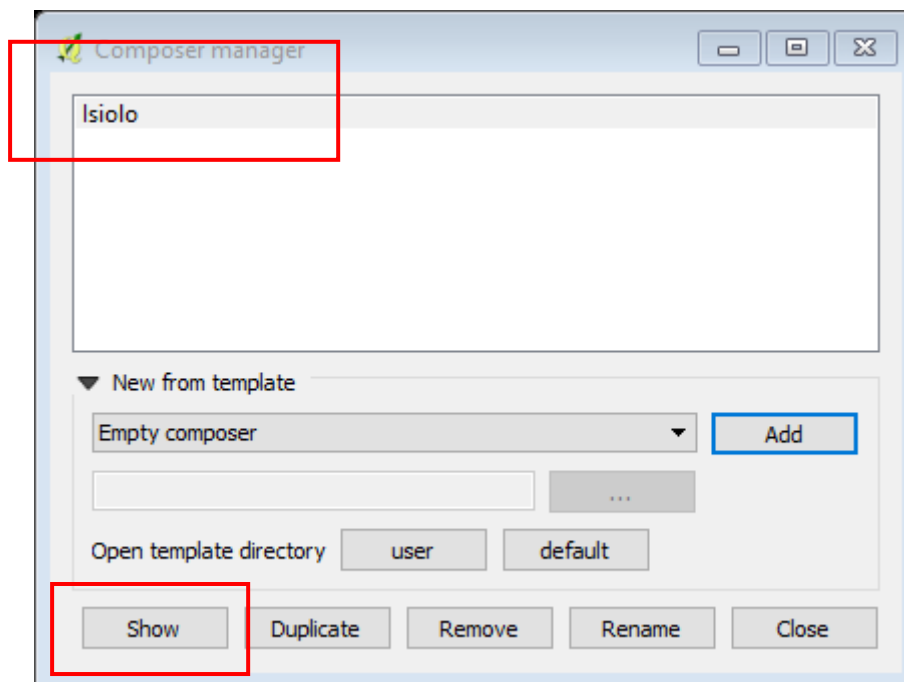 Composer manager
Isiolo
New from template
Empty composer
Add
...
Open template directory
user
default
Show
Duplicate
Remove
Rename
Close